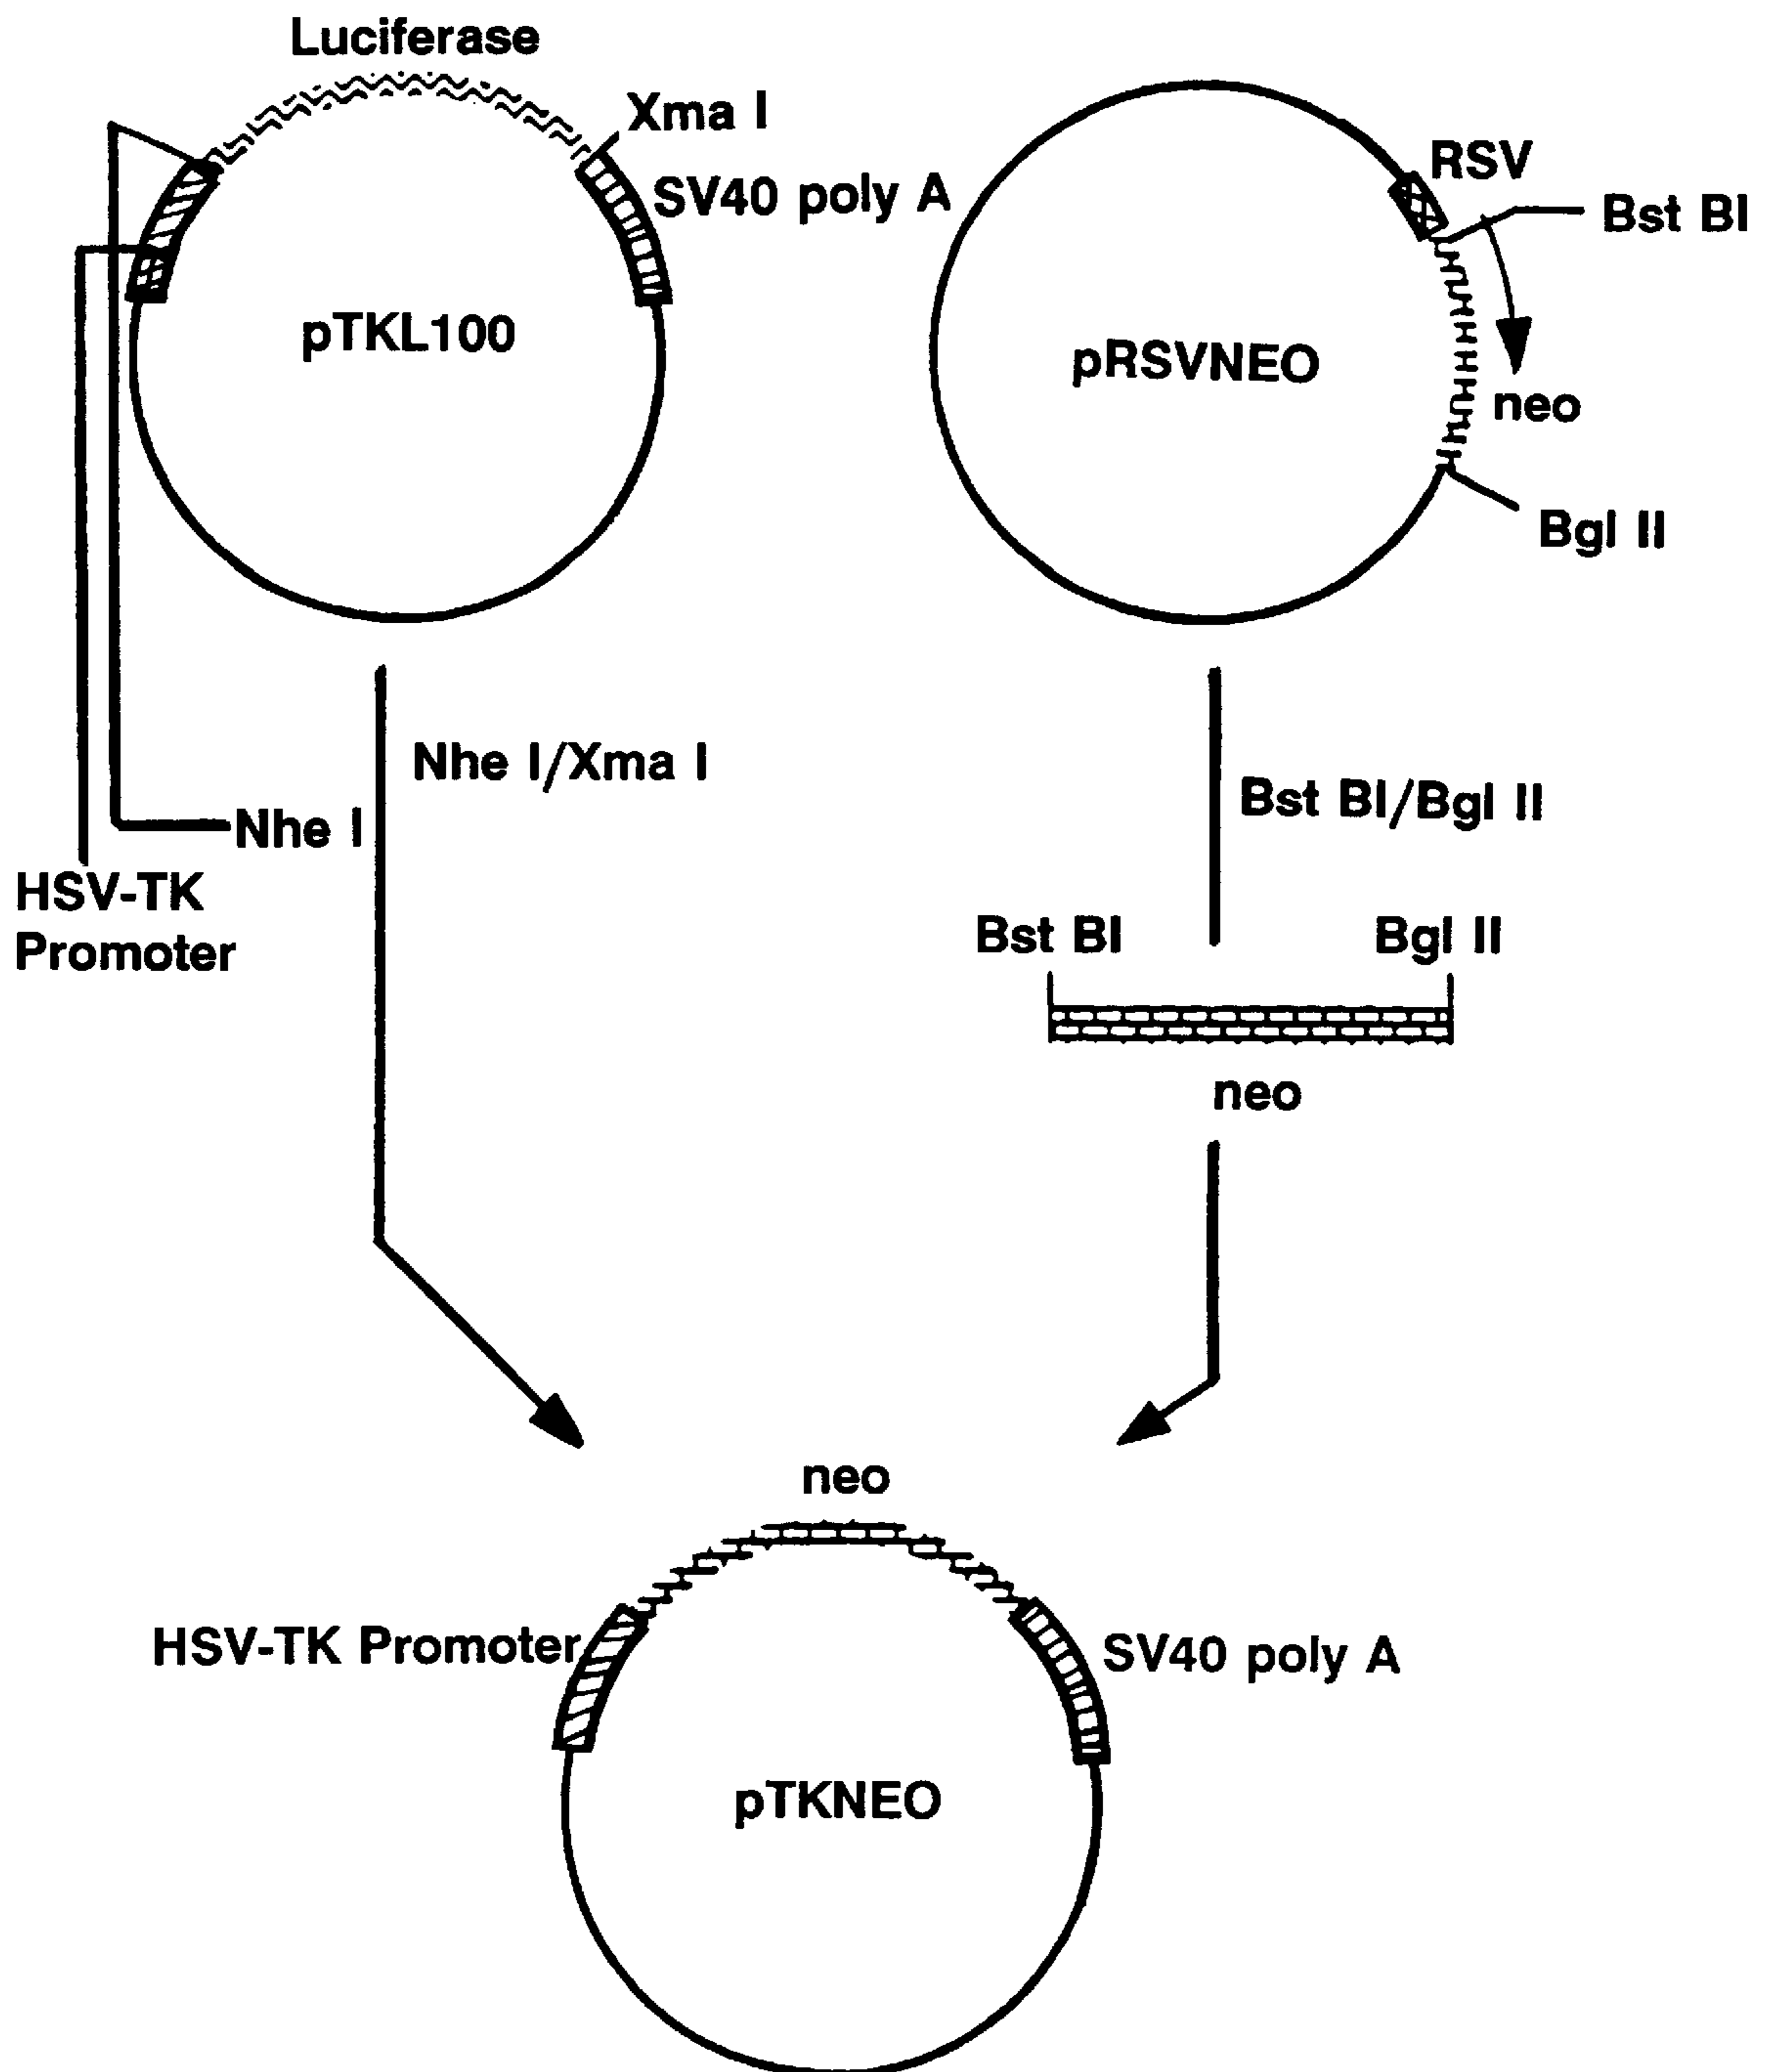 Luciferase
Xma I
SV40 poly A
pTKL100
RSV
Bst BI
pRSVNEO
neo
Bgl II
Nhe I/Xma I
Nhe I
HSV-TK
Promoter
Bst BI/Bgl II
Bst BI
Bgl II
neo
neo
HSV-TK Promoter
SV40 poly A
pTKNEO